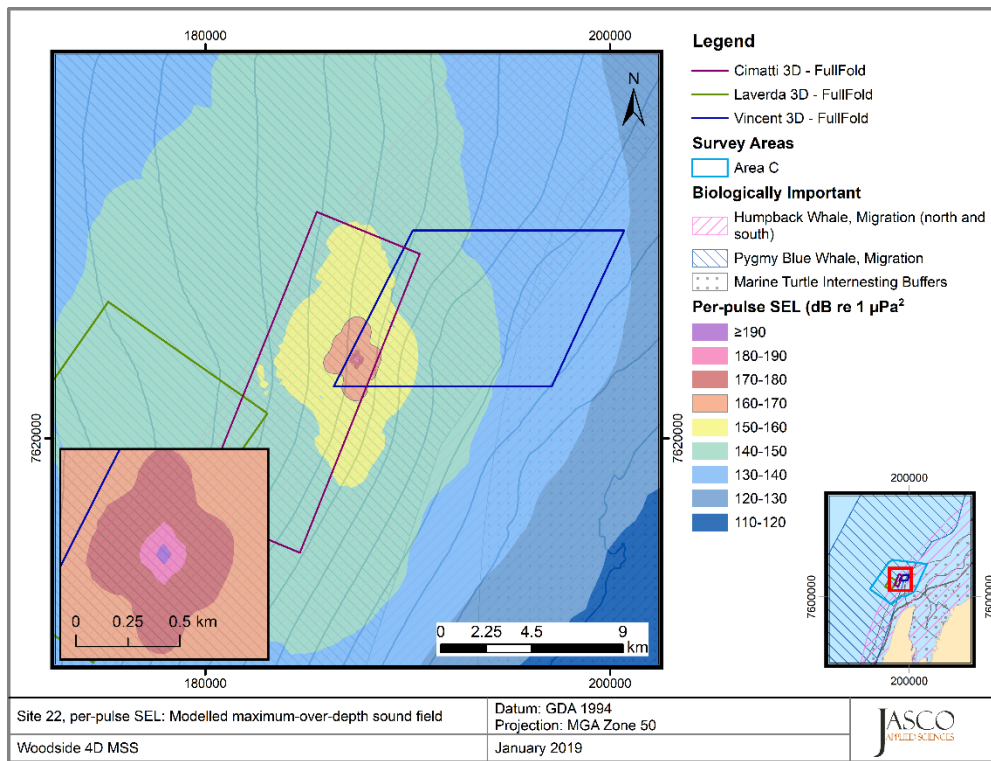 180000
200000
N
7620000
7620000
0 0.25 0.5 km
0 2.25 4.5 9
km
180000
200000
Legend
Cimatti 3D - FullFold
Laverda 3D - FullFold
Vincent 3D - FullFold
Survey Areas
Area C
Biologically Important
Humpback Whale, Migration (north and
south)
Pygmy Blue Whale, Migration
Marine Turtle Internesting Buffers
Per-pulse SEL (dB re 1 µPa²
≥190
180-190
170-180
160-170
150-160
140-150
130-140
120-130
110-120
200000
7600000
7600000
200000
Site 22, per-pulse SEL: Modelled maximum-over-depth sound field
Woodside 4D MSS
Datum: GDA 1994
Projection: MGA Zone 50
January 2019
JASCO
APPLIED SCIENCES